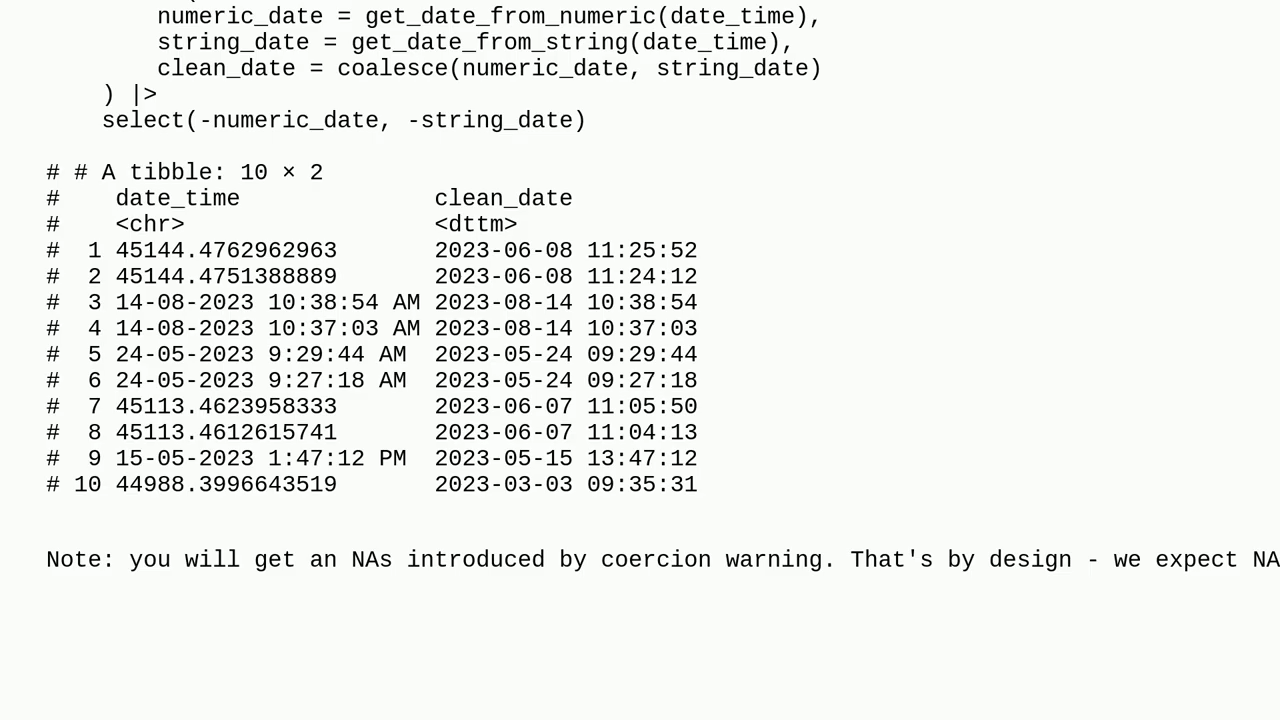 numeric_date = get_date_from_numeric(date_time),
string_date = get_date_from_string(date_time),
clean_date = coalesce(numeric_date, string_date)
) |>
select(-numeric_date, -string_date)
# # A tibble: 10 × 2
#    date_time              clean_date
#    <chr>                  <dttm>
#  1 45144.4762962963       2023-06-08 11:25:52
#  2 45144.4751388889       2023-06-08 11:24:12
#  3 14-08-2023 10:38:54 AM 2023-08-14 10:38:54
#  4 14-08-2023 10:37:03 AM 2023-08-14 10:37:03
#  5 24-05-2023 9:29:44 AM  2023-05-24 09:29:44
#  6 24-05-2023 9:27:18 AM  2023-05-24 09:27:18
#  7 45113.4623958333       2023-06-07 11:05:50
#  8 45113.4612615741       2023-06-07 11:04:13
#  9 15-05-2023 1:47:12 PM  2023-05-15 13:47:12
# 10 44988.3996643519       2023-03-03 09:35:31
Note: you will get an NAs introduced by coercion warning. That's by design - we expect NA